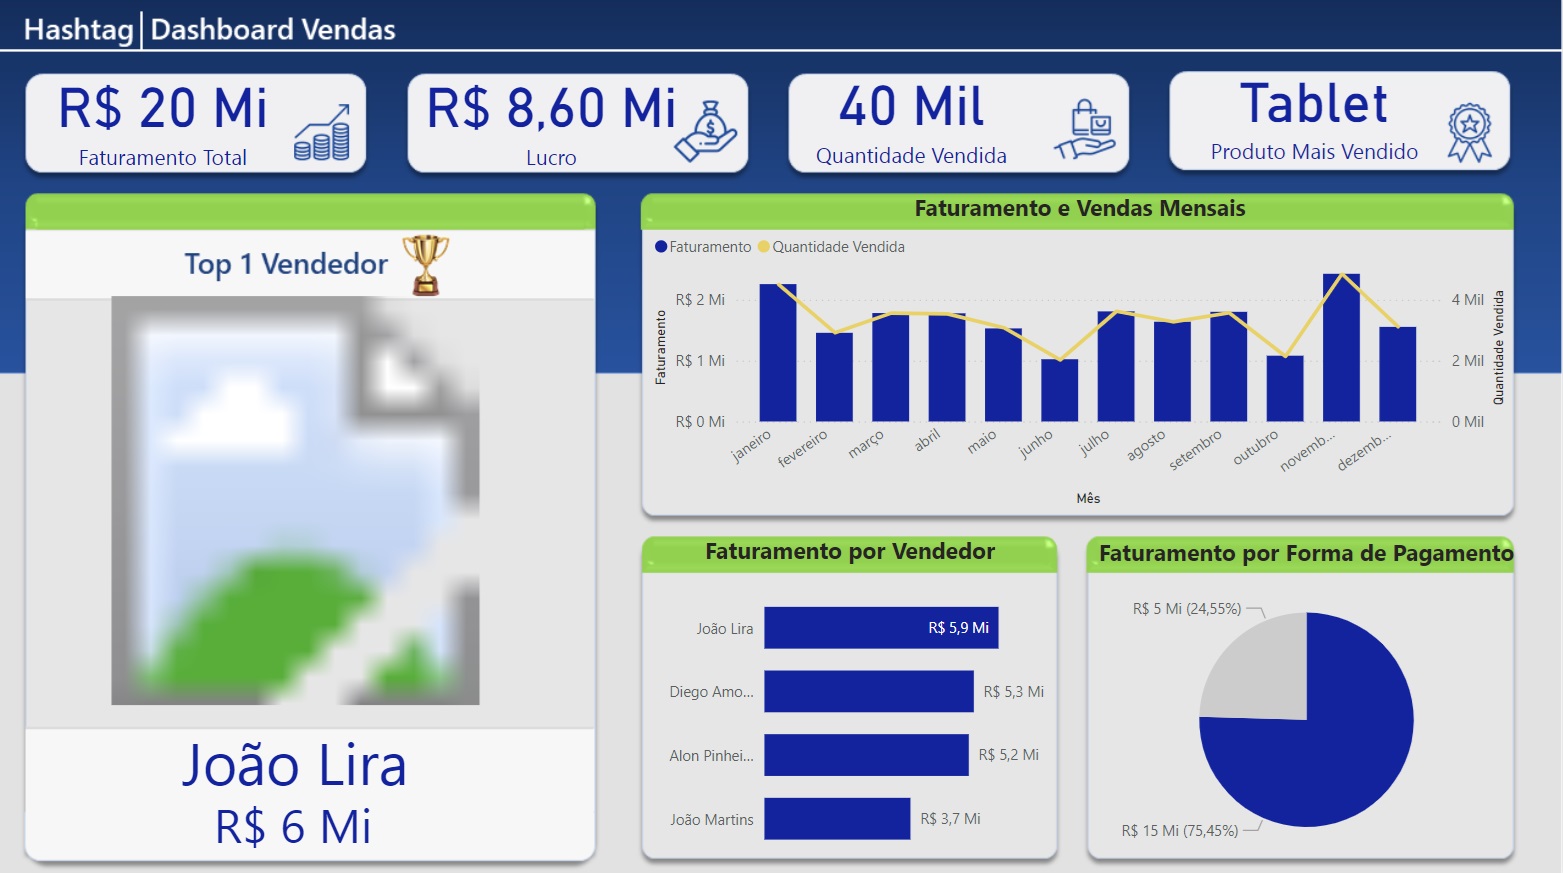 Hashtag | Dashboard Vendas
R$ 20 Mi
Faturamento Total
R$ 8,60 Mi
Lucro
40 Mil
Quantidade Vendida
Tablet
Produto Mais Vendido
Top 1 Vendedor
João Lira
R$ 6 Mi
Faturamento e Vendas Mensais
Faturamento Quantidade Vendida
Faturamento
R$ 2 Mi
R$ 1 Mi
R$ 0 Mi
4 Mil
2 Mil
0 Mil
Quantidade Vendida
janeiro
fevereiro
março
abril
maio
junho
julho
agosto
setembro
outubro
novemb...
dezemb...
Mês
Faturamento por Vendedor
João Lira R$ 5,9 Mi
Diego Amo... R$ 5,3 Mi
Alon Pinhei... R$ 5,2 Mi
João Martins R$ 3,7 Mi
Faturamento por Forma de Pagamento
R$ 5 Mi (24,55%)
R$ 15 Mi (75,45%)